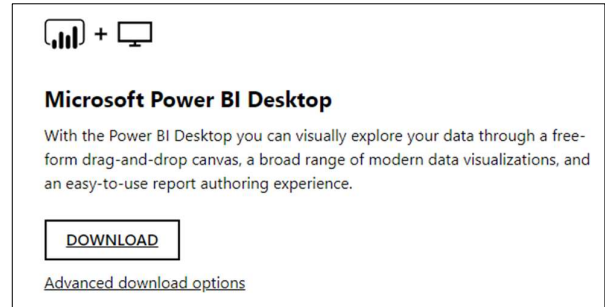 Microsoft Power BI Desktop
With the Power BI Desktop you can visually explore your data through a free-
form drag-and-drop canvas, a broad range of modern data visualizations, and
an easy-to-use report authoring experience.
DOWNLOAD
Advanced download options